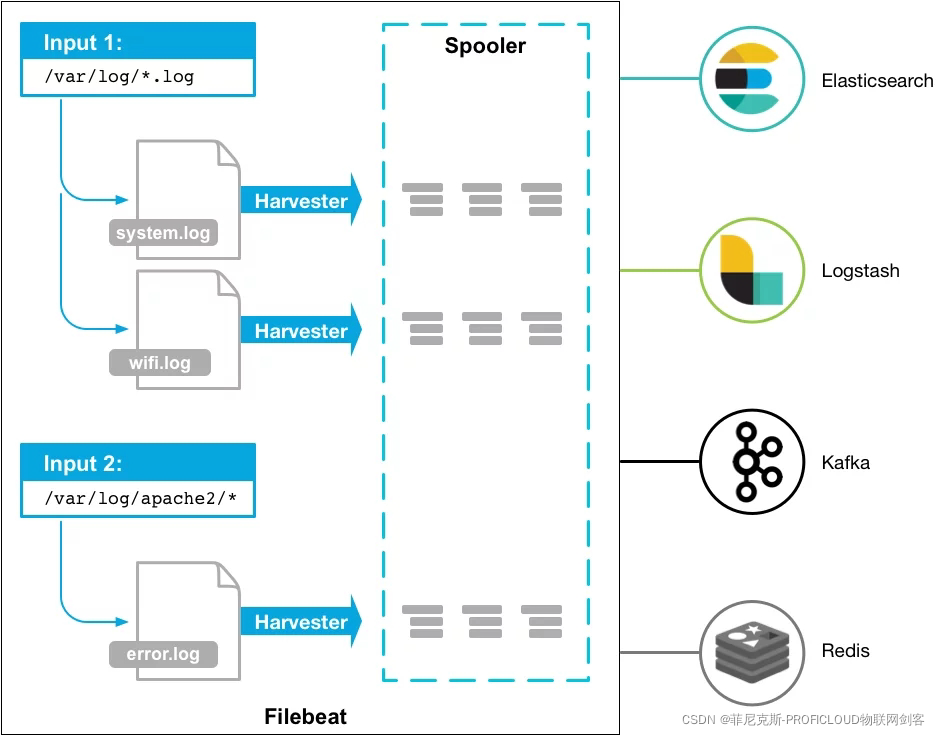 Input 1:
/var/log/*.log
Spooler
system.log
Harvester
wifi.log
Harvester
Input 2:
/var/log/apache2/*
error.log
Harvester
Filebeat
Elasticsearch
Logstash
Kafka
Redis
CSDN @菲尼克斯-PROFICLOUD物联网剑客